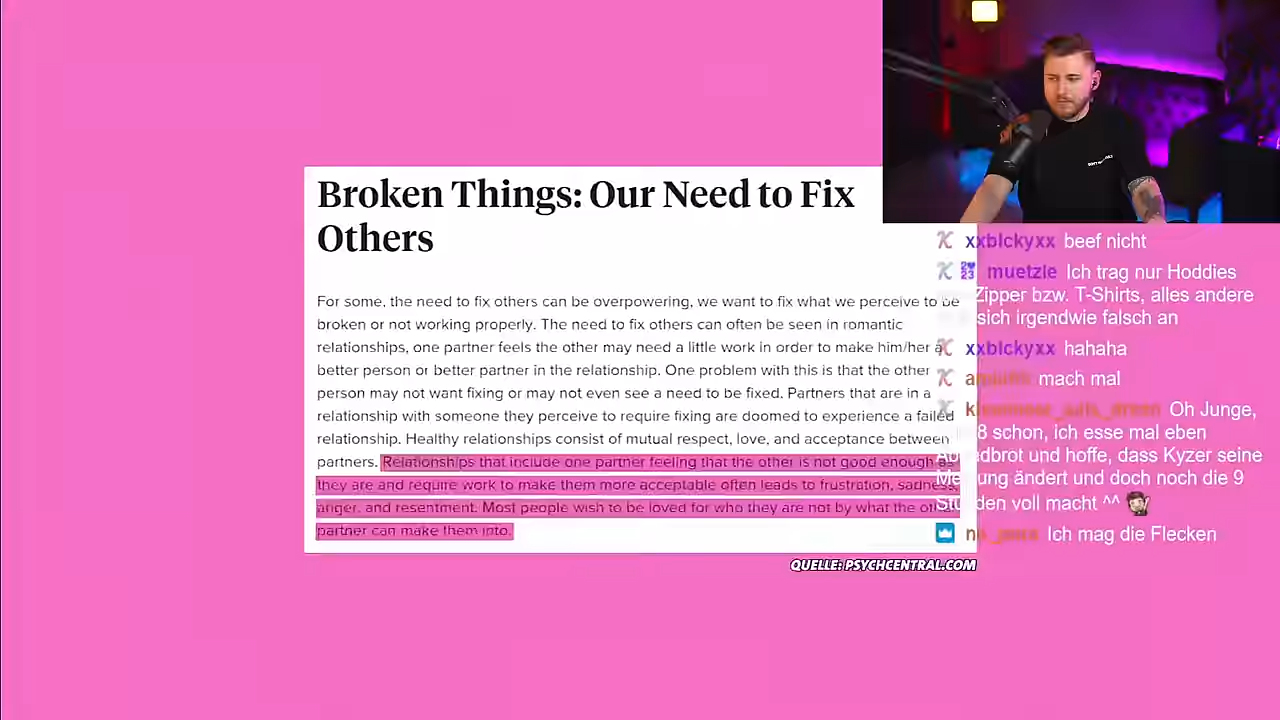 Broken Things: Our Need to Fix
Others
For some, the need to fix others can be overpowering, we want to fix what we perceive to be
broken or not working properly. The need to fix others can often be seen in romantic
relationships, one partner feels the other may need a little work in order to make him/her a
better person or better partner in the relationship. One problem with this is that the other
person may not want fixing or may not even see a need to be fixed. Partners that are in a
relationship with someone they perceive to require fixing are doomed to experience a failed
relationship. Healthy relationships consist of mutual respect, love, and acceptance between
partners. Relationships that include one partner feeling that the other is not good enough as
they are and require work to make them more acceptable often leads to frustration, sadness,
anger, and resentment. Most people wish to be loved for who they are not by what the other
partner can make them into.
QUELLE: PSYCHCENTRAL.COM
xxblckyxx beef nicht
muetzle Ich trag nur Hoddies
Zipper bzw. T-Shirts, alles andere
sich irgendwie falsch an
xxblckyxx hahaha
mach mal
Oh Junge,
8 schon, ich esse mal eben
Abendbrot und hoffe, dass Kyzer seine
Meinung ändert und doch noch die 9
Stunden voll macht ^^
Ich mag die Flecken